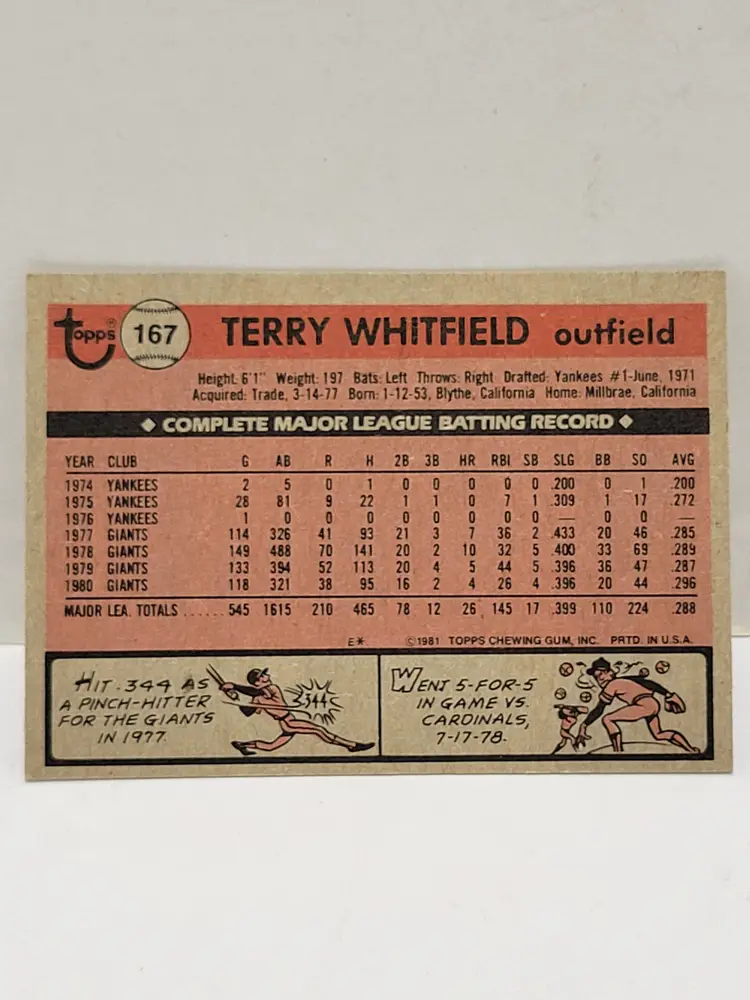 Topps® 167 TERRY WHITFIELD outfield
Height: 6'1" Weight: 197 Bats: Left Throws: Right Drafted: Yankees #1-June, 1971
Acquired: Trade, 3-14-77 Born: 1-12-53, Blythe, California Home: Millbrae, California
◆ COMPLETE MAJOR LEAGUE BATTING RECORD ◆
YEAR CLUB G AB R H 2B 3B HR RBI SB SLG BB SO AVG
1974 YANKEES 2 5 0 1 0 0 0 0 0 .200 0 1 .200
1975 YANKEES 28 81 9 22 1 1 0 7 1 .309 1 17 .272
1976 YANKEES 1 0 0 0 0 0 0 0 0 — 0 0 —
1977 GIANTS 114 326 41 93 21 3 7 36 2 .433 20 46 .285
1978 GIANTS 149 488 70 141 20 2 10 32 5 .400 33 69 .289
1979 GIANTS 133 394 52 113 20 4 5 44 5 .396 36 47 .287
1980 GIANTS 118 321 38 95 16 2 4 26 4 .396 20 44 .296
MAJOR LEA. TOTALS ...... 545 1615 210 465 78 12 26 145 17 .399 110 224 .288
E* ©1981 TOPPS CHEWING GUM, INC. PRTD. IN U.S.A.
HIT .344 AS
A PINCH-HITTER
FOR THE GIANTS
IN 1977.
.344
WENT 5-FOR-5
IN GAME VS.
CARDINALS,
7-17-78.